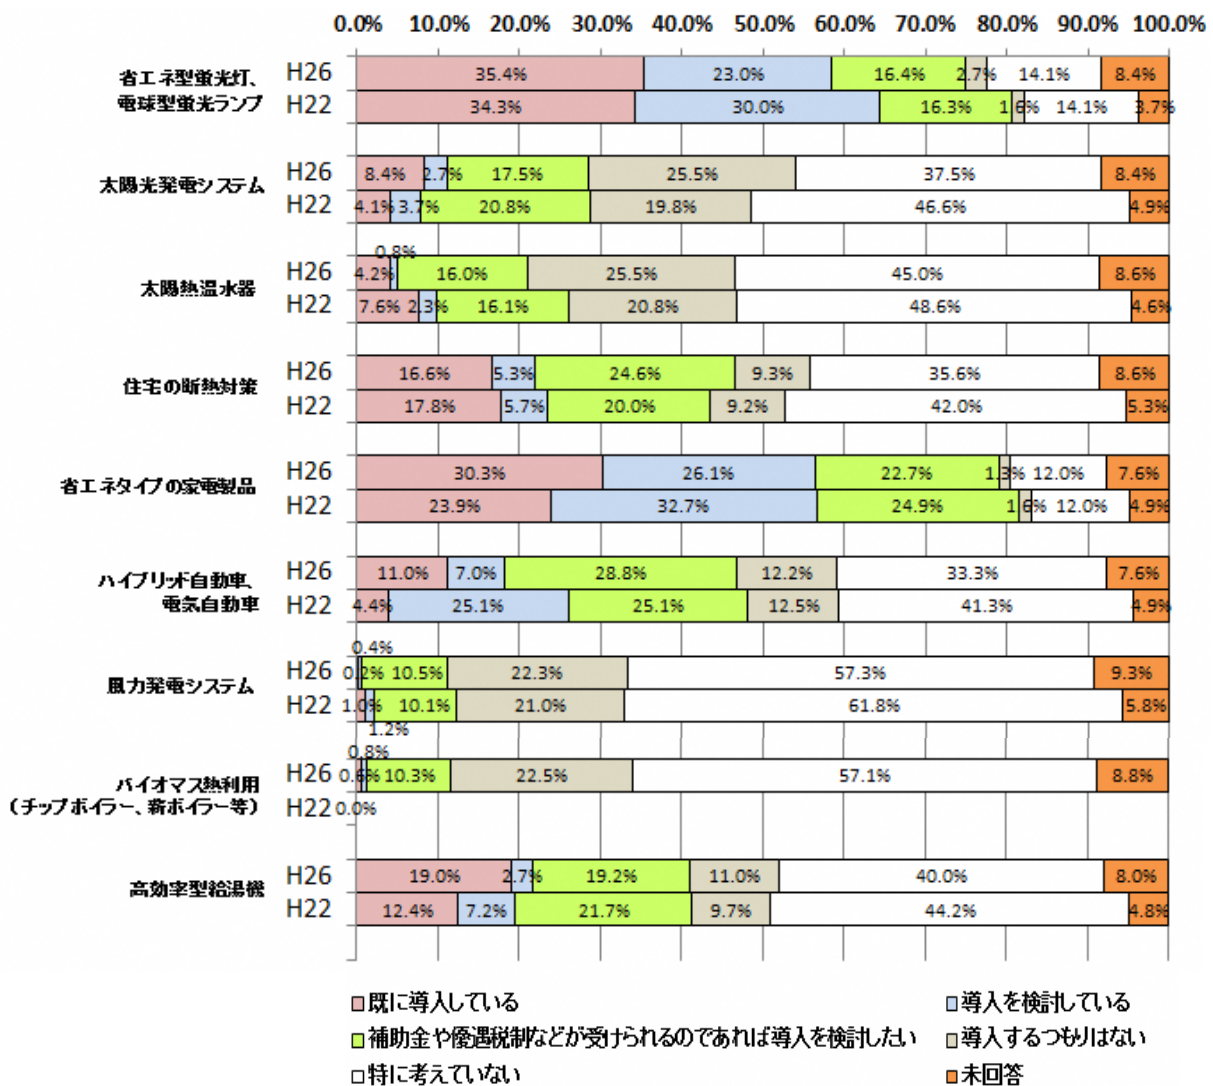 0.0% 10.0% 20.0% 30.0% 40.0% 50.0% 60.0% 70.0% 80.0% 90.0% 100.0%
省エネ型蛍光灯、
電球型蛍光ランプ
H26 35.4% 23.0% 16.4% 2.7% 14.1% 8.4%
H22 34.3% 30.0% 16.3% 1.6% 14.1% 3.7%
太陽光発電システム
H26 8.4% 2.7% 17.5% 25.5% 37.5% 8.4%
H22 4.1% 3.7% 20.8% 19.8% 46.6% 4.9%
太陽熱温水器
0.8%
H26 4.2% 16.0% 25.5% 45.0% 8.6%
H22 7.6% 2.3% 16.1% 20.8% 48.6% 4.6%
住宅の断熱対策
H26 16.6% 5.3% 24.6% 9.3% 35.6% 8.6%
H22 17.8% 5.7% 20.0% 9.2% 42.0% 5.3%
省エネタイプの家電製品
H26 30.3% 26.1% 22.7% 1.3% 12.0% 7.6%
H22 23.9% 32.7% 24.9% 1.6% 12.0% 4.9%
ハイブリッド自動車、
電気自動車
H26 11.0% 7.0% 28.8% 12.2% 33.3% 7.6%
H22 4.4% 25.1% 25.1% 12.5% 41.3% 4.9%
風力発電システム
0.4%
H26 0.2% 10.5% 22.3% 57.3% 9.3%
H22 1.0% 10.1% 21.0% 61.8% 5.8%
1.2%
バイオマス熱利用
（チップボイラー、薪ボイラー等）
0.8%
H26 0.6% 10.3% 22.5% 57.1% 8.8%
H22 0.0%
高効率型給湯機
H26 19.0% 2.7% 19.2% 11.0% 40.0% 8.0%
H22 12.4% 7.2% 21.7% 9.7% 44.2% 4.8%
既に導入している 導入を検討している
補助金や優遇税制などが受けられるのであれば導入を検討したい 導入するつもりはない
特に考えていない 未回答